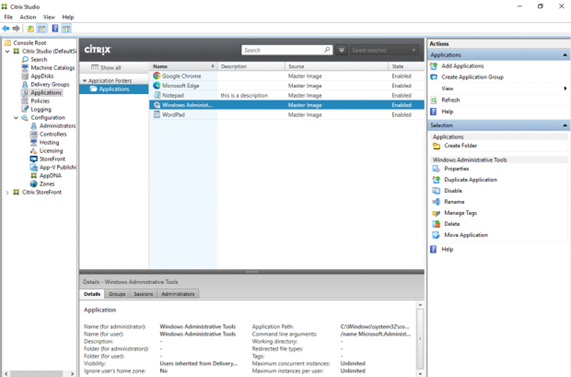 Citrix Studio
File Action View Help
Console Root
Citrix Studio (DefaultSi
Search
Machine Catalogs
AppDisks
Delivery Groups
Applications
Policies
Logging
Configuration
Administrators
Controllers
Hosting
Licensing
StoreFront
App-V Publishi
AppDNA
Zones
Citrix StoreFront
CITRIX
Search
Saved searches
Show all
Application Folders
Applications
Name Description Source State
Google Chrome Master Image Enabled
Microsoft Edge Master Image Enabled
Notepad this is a description Master Image Enabled
Windows Administ... Master Image Enabled
WordPad Master Image Enabled
Details - Windows Administrative Tools
Details Groups Sessions Administrators
Application
Name (for administrator): Windows Administrative Tools
Name (for user): Windows Administrative Tools
Description: -
Folder (for administrators): -
Folder (for user): -
Visibility: Users inherited from Delivery...
Ignore user's home zone: No
Application Path: C:\Windows\system32\co...
Command line arguments: /name Microsoft.Administ...
Working directory: -
Redirected file types: -
Tags: -
Maximum concurrent instances: Unlimited
Maximum instances per user: Unlimited
Actions
Applications
Add Applications
Create Application Group
View
Refresh
Help
Selection
Applications
Create Folder
Windows Administrative Tools
Properties
Duplicate Application
Disable
Rename
Manage Tags
Delete
Move Application
Help